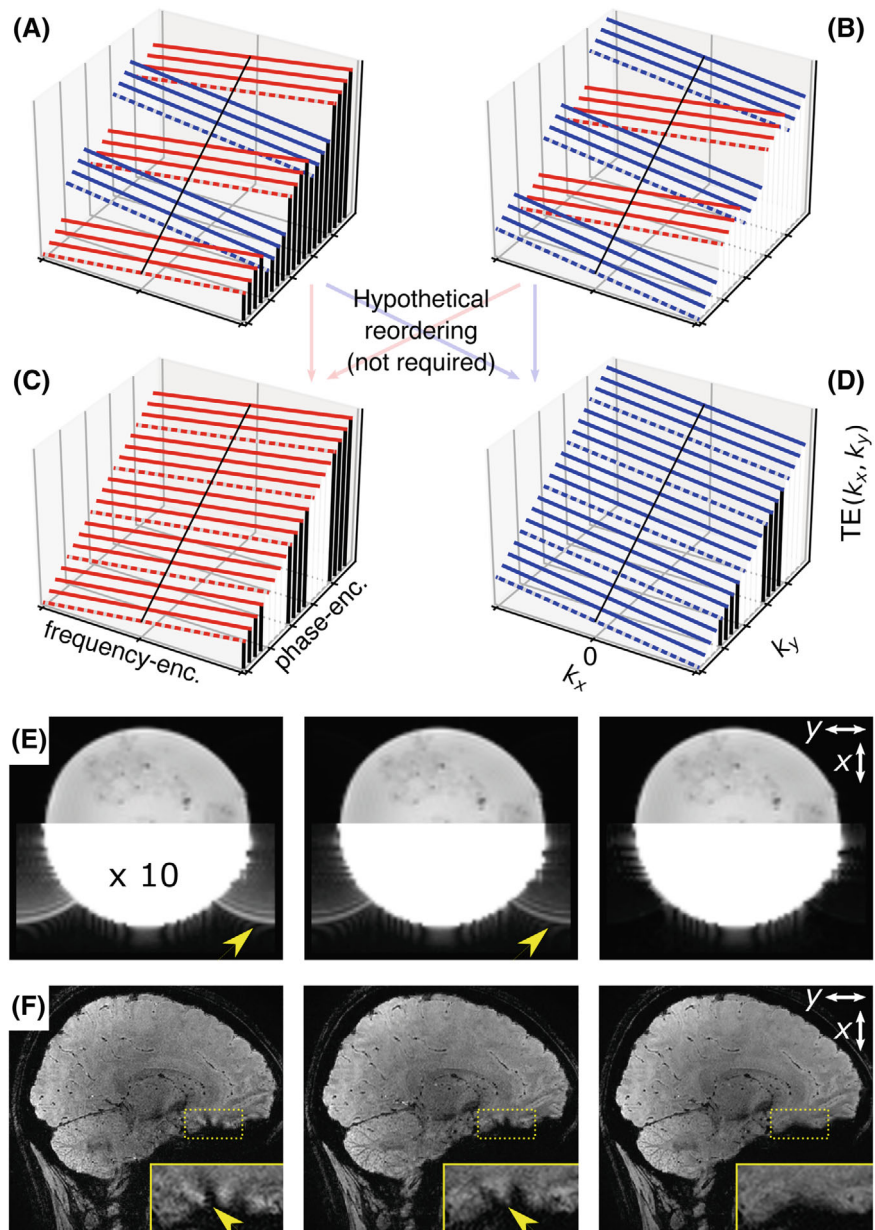 (A)
(B)
Hypothetical
reordering
(not required)
(C)
(D)
frequency-enc.
phase-enc.
kx
0
ky
TE(kx, ky)
(E)
x 10
y
x
(F)
y
x